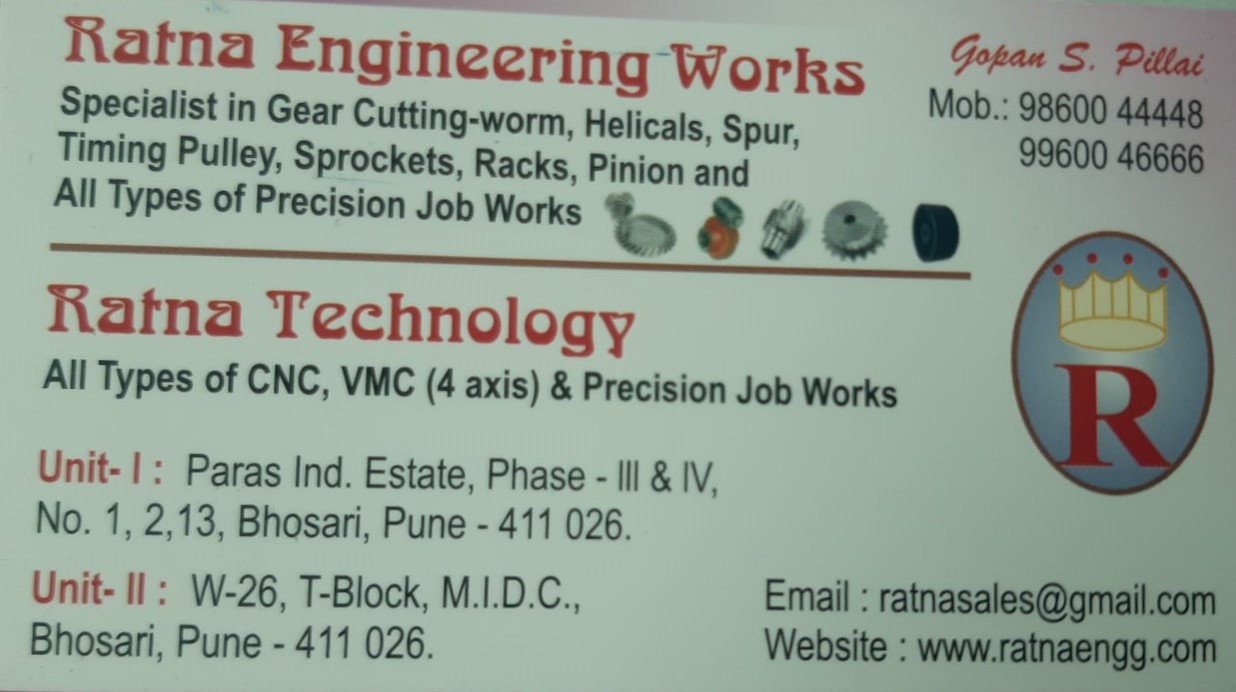 Ratna Engineering Works
Specialist in Gear Cutting-worm, Helicals, Spur,
Timing Pulley, Sprockets, Racks, Pinion and
All Types of Precision Job Works
Gopan S. Pillai
Mob.: 98600 44448
99600 46666
Ratna Technology
All Types of CNC, VMC (4 axis) & Precision Job Works
R
Unit- I : Paras Ind. Estate, Phase - III & IV,
No. 1, 2,13, Bhosari, Pune - 411 026.
Unit- II : W-26, T-Block, M.I.D.C.,
Bhosari, Pune - 411 026.
Email : ratnasales@gmail.com
Website : www.ratnaengg.com